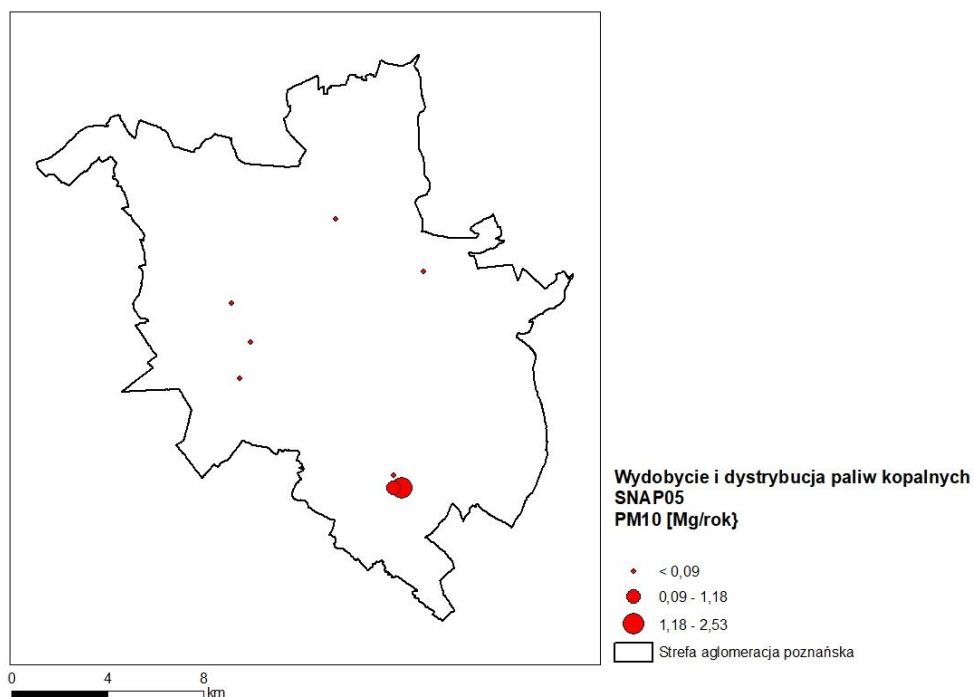 Wydobycie i dystrybucja paliw kopalnych
SNAP05
PM10 [Mg/rok}
< 0,09
0,09 - 1,18
1,18 - 2,53
Strefa aglomeracja poznańska
0 4 8
km